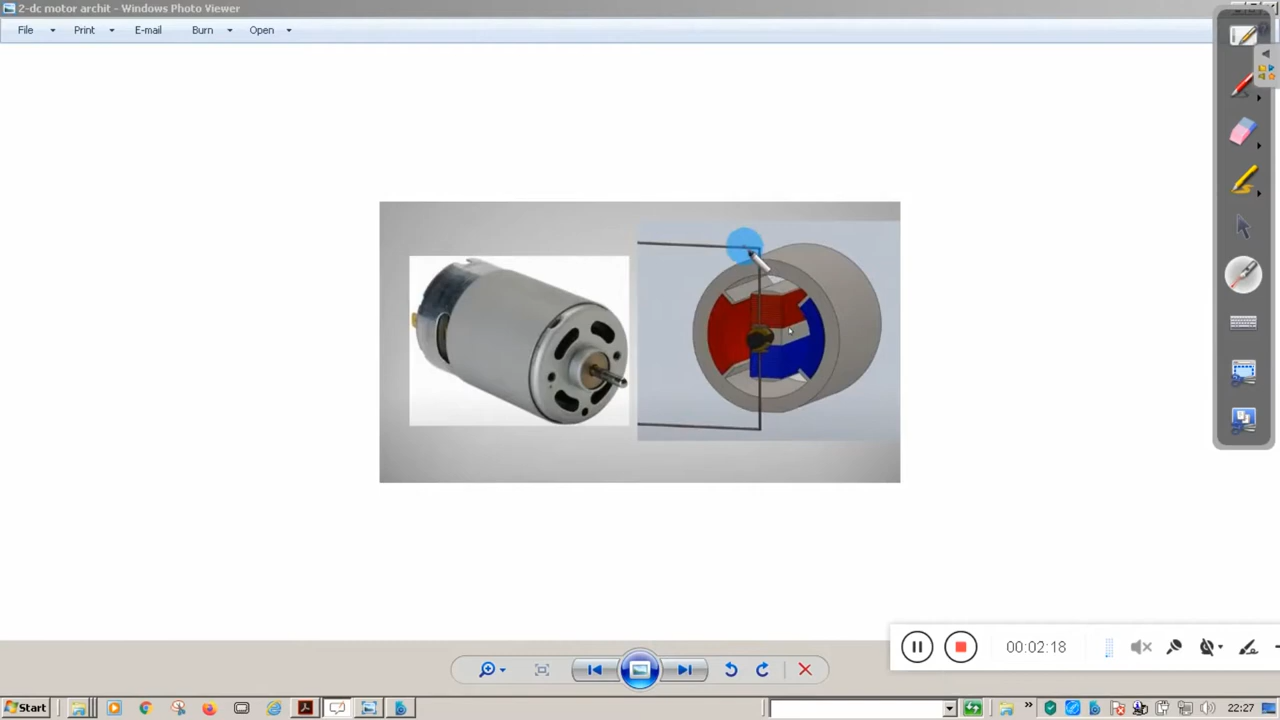 2-dc motor archit - Windows Photo Viewer
File Print E-mail Burn Open
00:02:18
Start
22:27